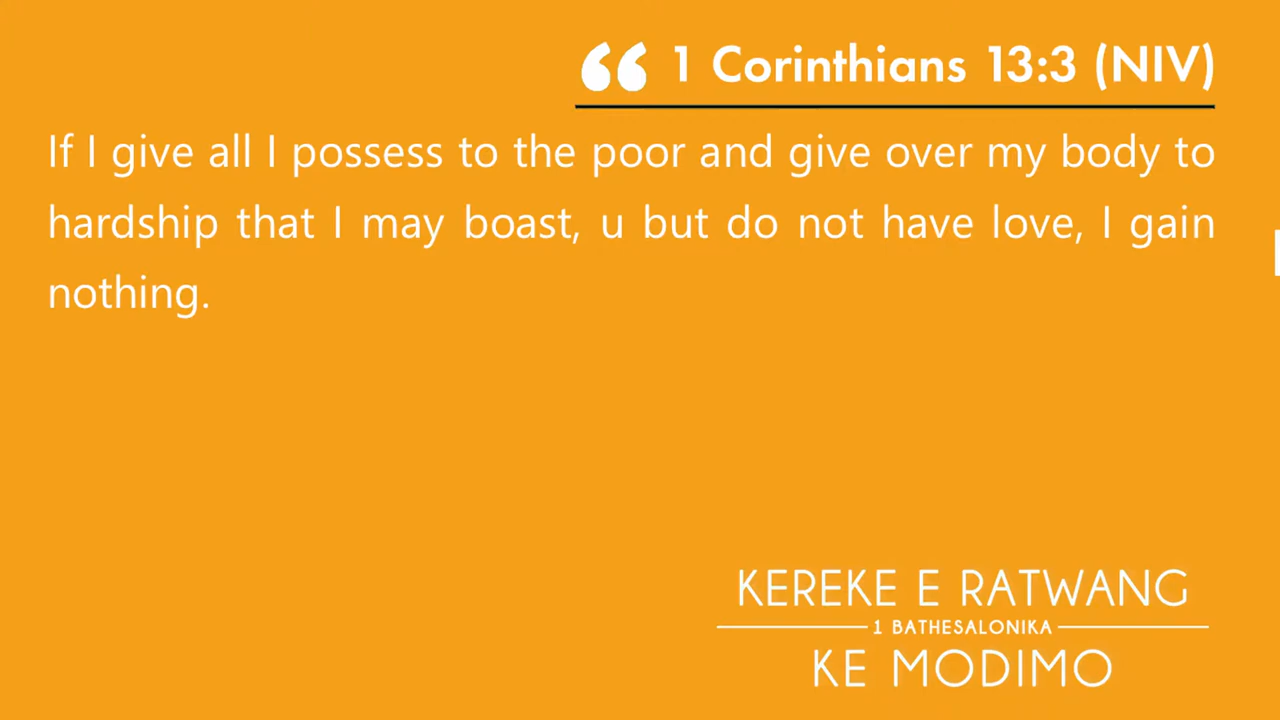 “ 1 Corinthians 13:3 (NIV)
If I give all I possess to the poor and give over my body to
hardship that I may boast, u but do not have love, I gain
nothing.
KEREKE E RATWANG
1 BATHESALONIKA
KE MODIMO